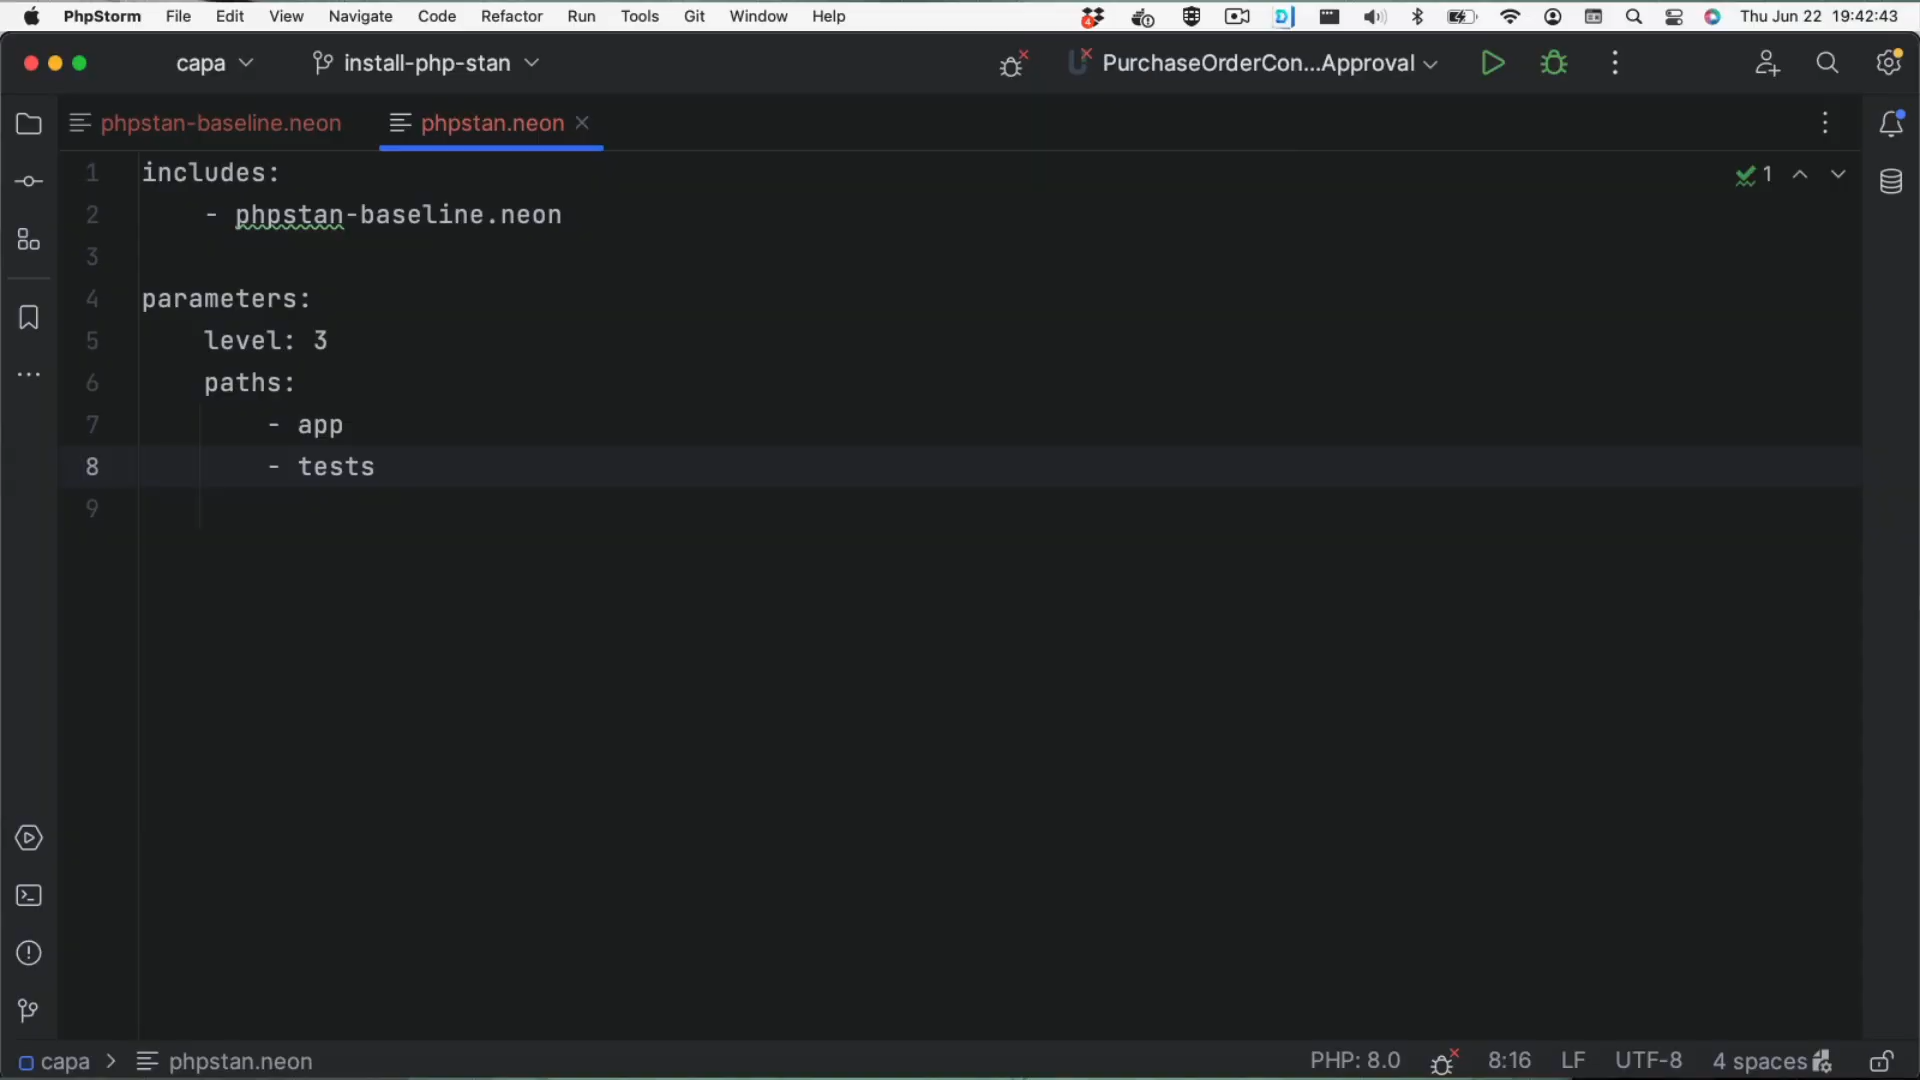 PhpStorm File Edit View Navigate Code Refactor Run Tools Git Window Help 4 D Thu Jun 22 19:42:43
capa install-php-stan PurchaseOrderCon...Approval
phpstan-baseline.neon phpstan.neon
1 includes:
2 - phpstan-baseline.neon
3
4 parameters:
5 level: 3
6 paths:
7 - app
8 - tests
9
1
capa > phpstan.neon PHP: 8.0 8:16 LF UTF-8 4 spaces